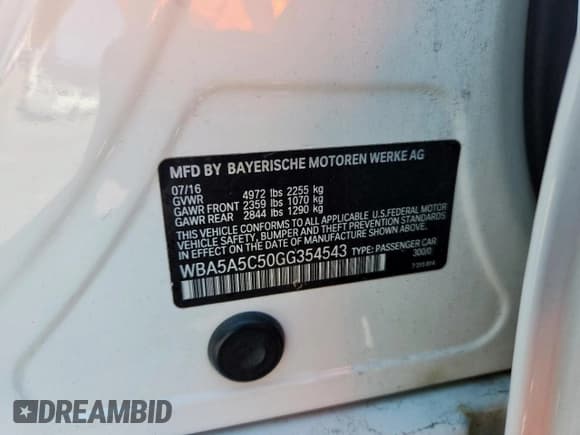 MFD BY BAYERISCHE MOTOREN WERKE AG
07/16
GVWR 4972 lbs 2255 kg
GAWR FRONT 2359 lbs 1070 kg
GAWR REAR 2844 lbs 1290 kg
THIS VEHICLE CONFORMS TO ALL APPLICABLE U.S. FEDERAL MOTOR
VEHICLE SAFETY, BUMPER AND THEFT PREVENTION STANDARDS
IN EFFECT ON THE DATE OF MANUFACTURE SHOWN ABOVE.
WBA5A5C50GG354543 TYPE: PASSENGER CAR
300/0
DREAMBID